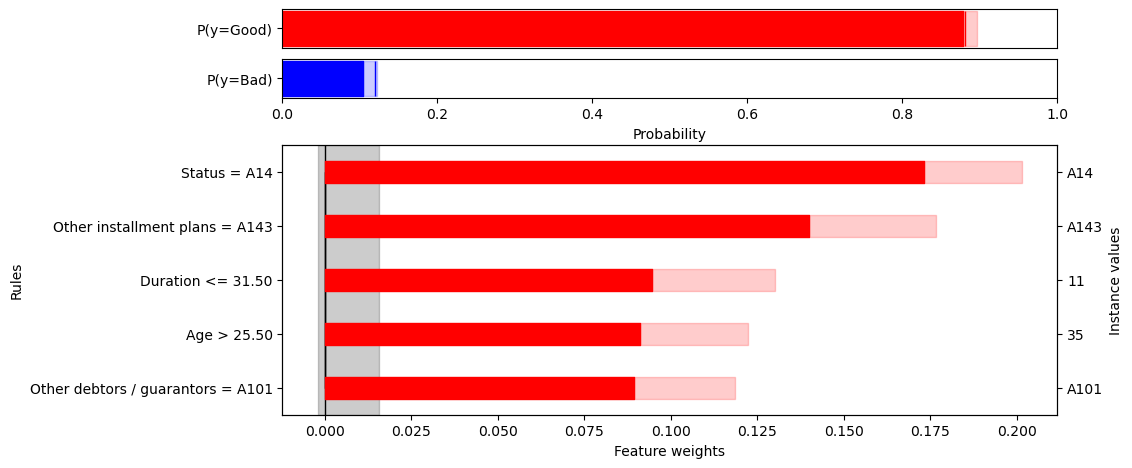 P(y=Good)
P(y=Bad)
0.0 0.2 0.4 0.6 0.8 1.0
Probability
Status = A14 A14
Other installment plans = A143 A143
Duration <= 31.50 11
Age > 25.50 35
Other debtors / guarantors = A101 A101
Rules
Instance values
0.000 0.025 0.050 0.075 0.100 0.125 0.150 0.175 0.200
Feature weights